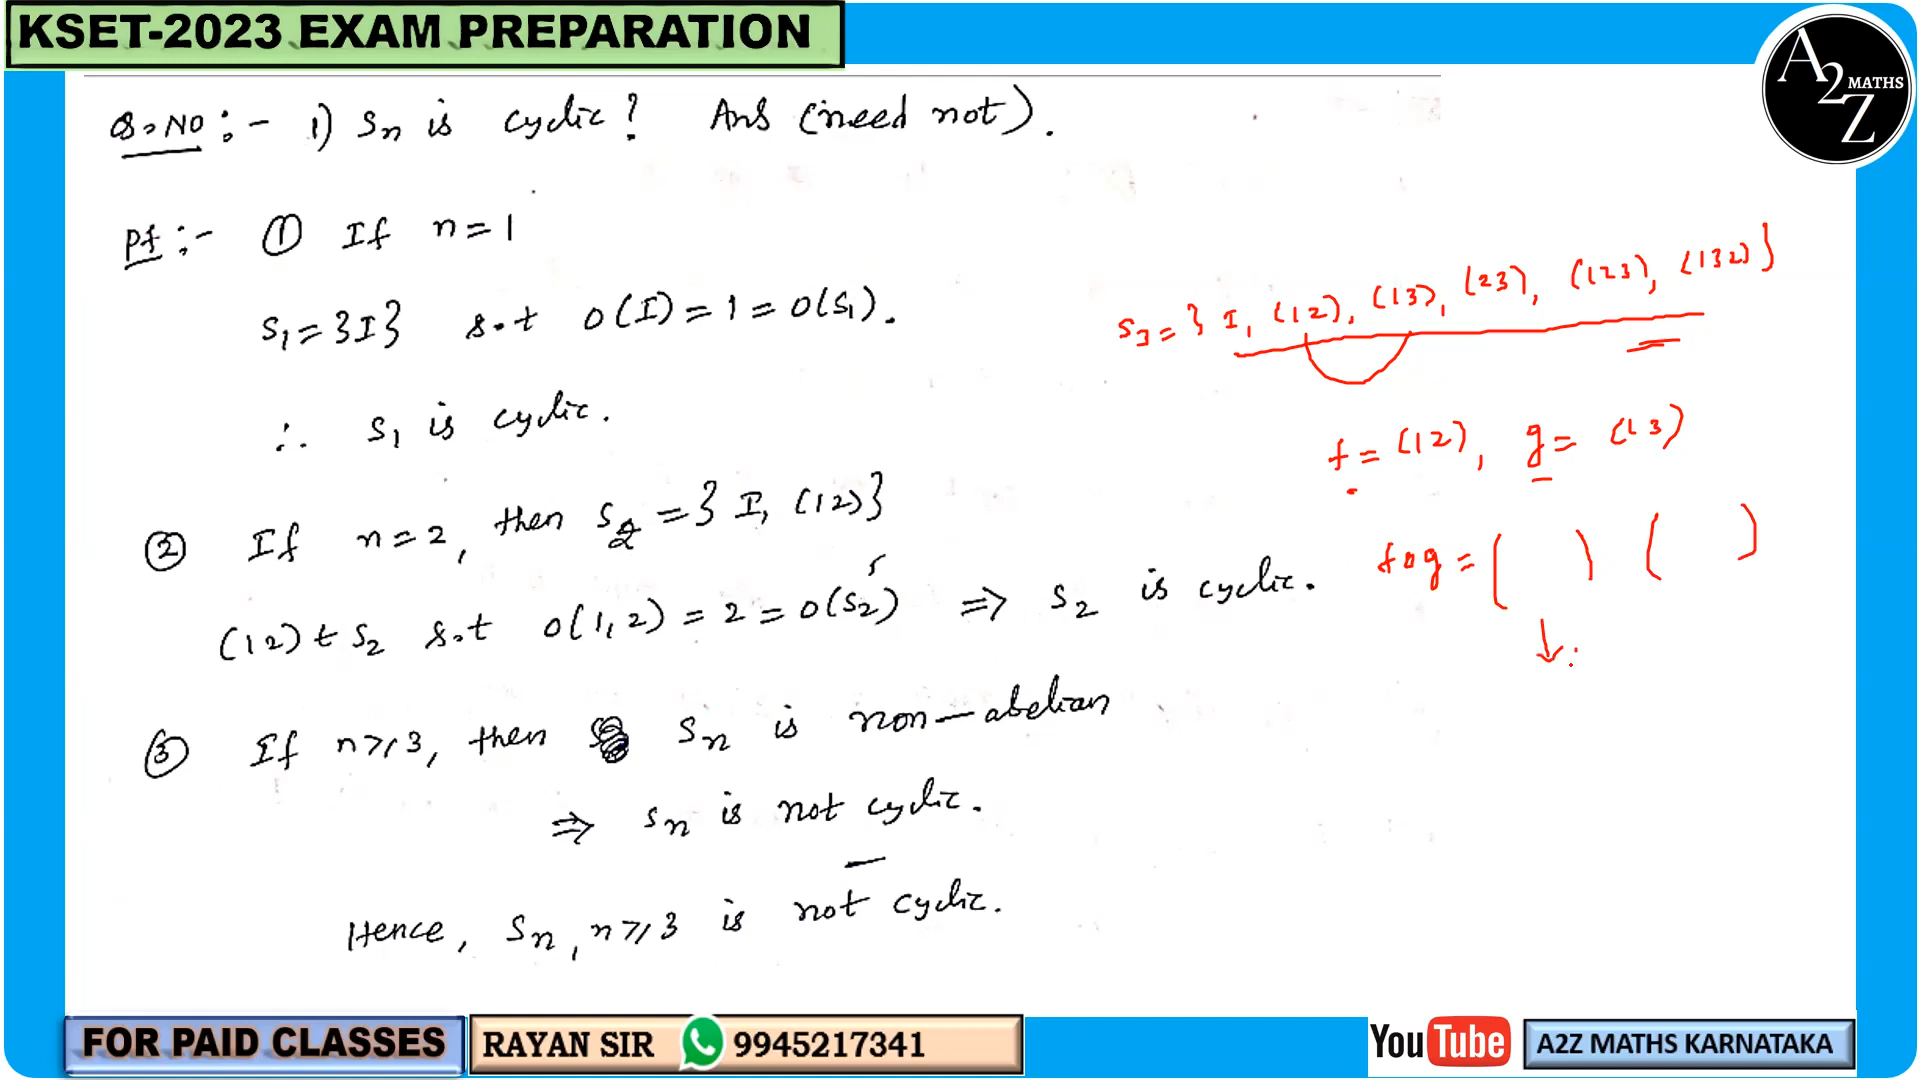 KSET-2023 EXAM PREPARATION
A2Z MATHS
Q.NO :- 1) Sn is cyclic? Ans (need not).
Pf :- ① If n = 1
S1 = {I} s.t O(I) = 1 = O(S1).
∴ S1 is cyclic.
② If n = 2, then S2 = { I, (12)}
(12) ∈ S2 s.t O(1,2) = 2 = O(S2) ⇒ S2 is cyclic.
③ If n ≥ 3, then Sn is non-abelian
⇒ Sn is not cyclic.
Hence, Sn, n ≥ 3 is not cyclic.
S3 = { I, (12), (13), (23), (123), (132) }
f = (12), g = (13)
fog = ( ) ( )
↓
FOR PAID CLASSES
RAYAN SIR 9945217341
YouTube
A2Z MATHS KARNATAKA